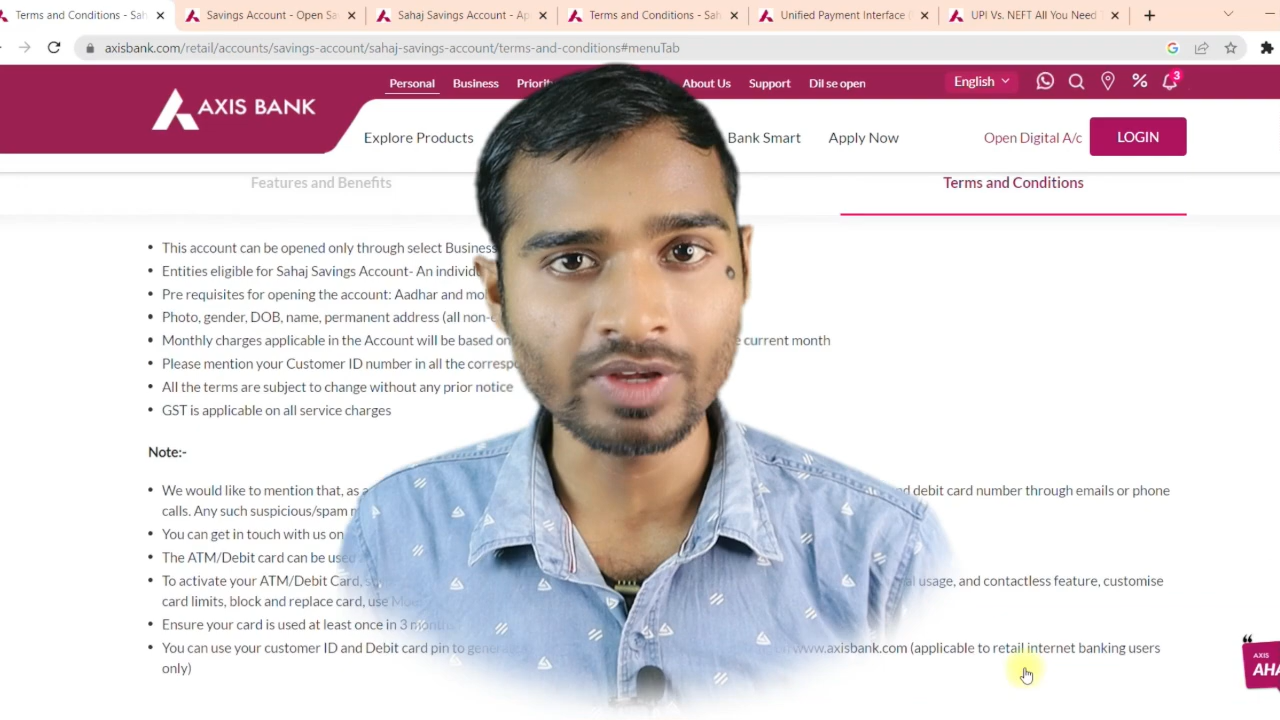 Terms and Conditions - Sah
Savings Account - Open Sa
Sahaj Savings Account - Ap
Terms and Conditions - Sah
Unified Payment Interface
UPI Vs. NEFT All You Need
axisbank.com/retail/accounts/savings-account/sahaj-savings-account/terms-and-conditions#menuTab
Personal
Business
Priorit
About Us
Support
Dil se open
English
3
AXIS BANK
Explore Products
Bank Smart
Apply Now
Open Digital A/c
LOGIN
Features and Benefits
Terms and Conditions
• This account can be opened only through select Business
• Entities eligible for Sahaj Savings Account- An individ
• Pre requisites for opening the account: Aadhar and mo
• Photo, gender, DOB, name, permanent address (all non-
• Monthly charges applicable in the Account will be based on current month
• Please mention your Customer ID number in all the corresp
• All the terms are subject to change without any prior notice
• GST is applicable on all service charges
Note:-
• We would like to mention that, as a debit card number through emails or phone
calls. Any such suspicious/spam
• You can get in touch with us on
• The ATM/Debit card can be used
• To activate your ATM/Debit Card, usage, and contactless feature, customise
card limits, block and replace card, use
• Ensure your card is used at least once in 3
• You can use your customer ID and Debit card pin to www.axisbank.com (applicable to retail internet banking users
only)
AXIS
AHA